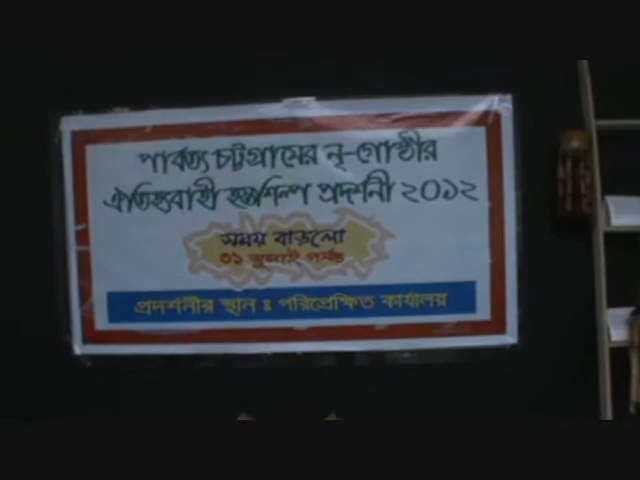 পার্বত্য চট্টগ্রামের নৃ-গোষ্ঠীর
ঐতিহ্যবাহী হস্তশিল্প প্রদর্শনী ২০১২
সময় বাড়লো
৩১ জুলাই পর্যন্ত
প্রদর্শনীর স্থান : পরিপ্রেক্ষিত কার্যালয়